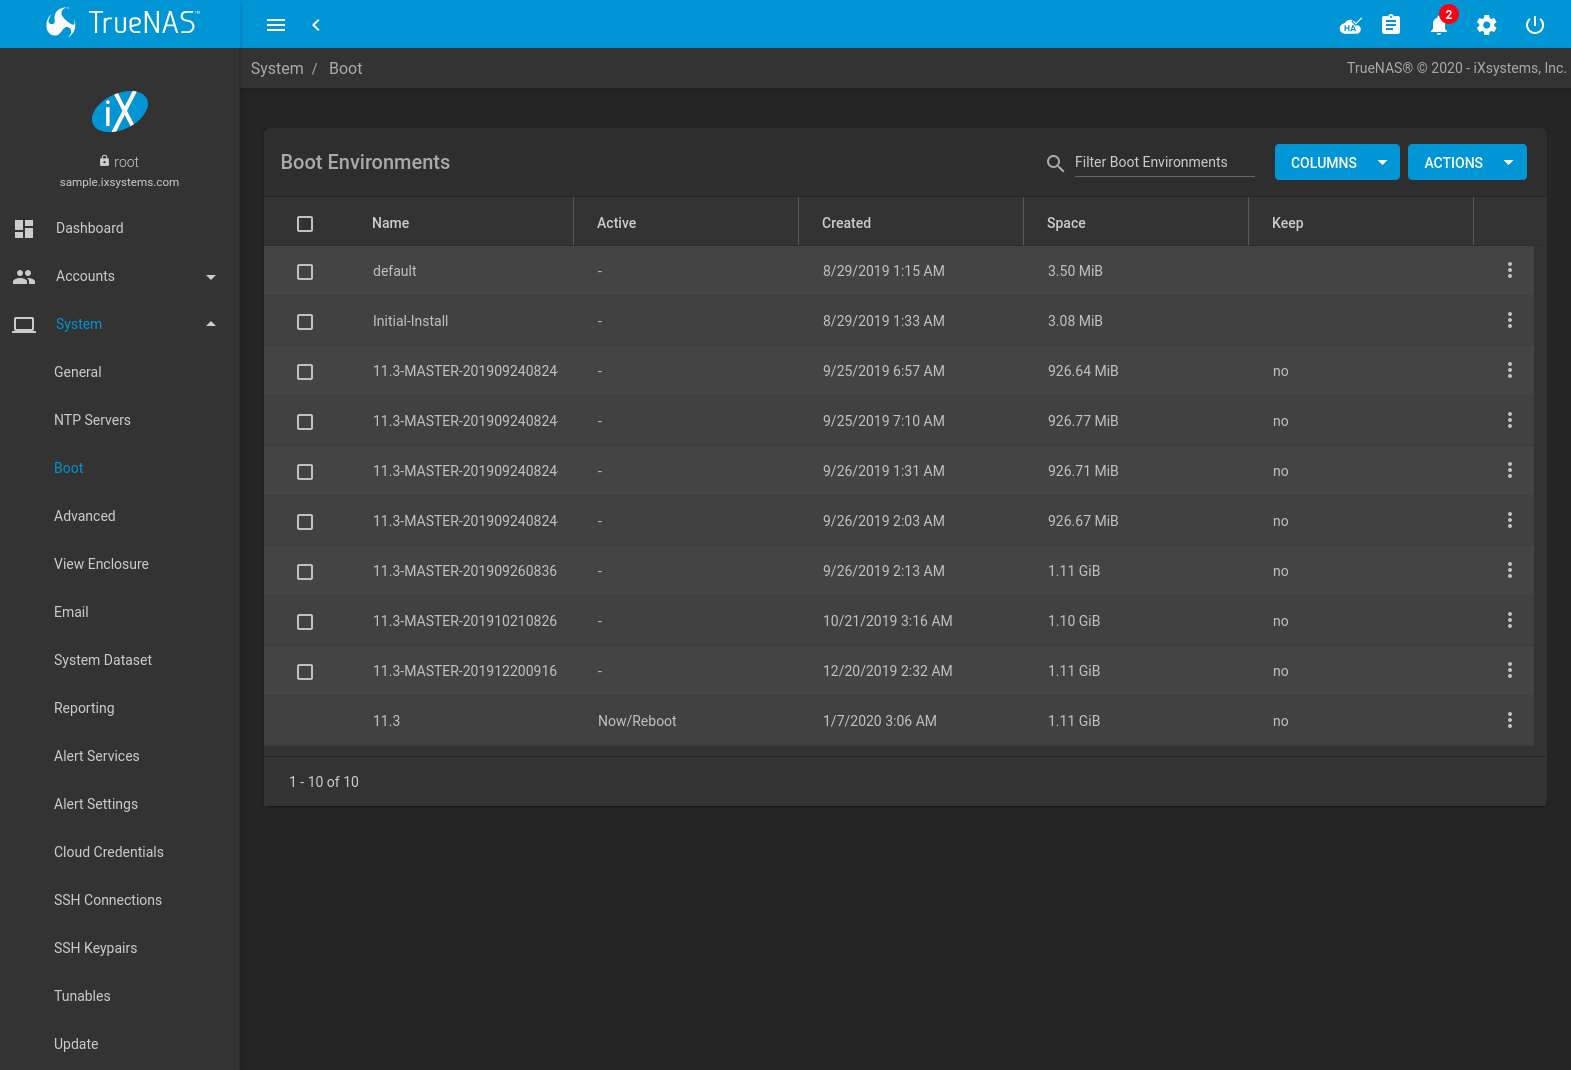 TrueNAS™
HA
2
System / Boot
TrueNAS® © 2020 - iXsystems, Inc.
iX
root
sample.ixsystems.com
Dashboard
Accounts
System
General
NTP Servers
Boot
Advanced
View Enclosure
Email
System Dataset
Reporting
Alert Services
Alert Settings
Cloud Credentials
SSH Connections
SSH Keypairs
Tunables
Update
Boot Environments
Filter Boot Environments
COLUMNS
ACTIONS
Name Active Created Space Keep
default - 8/29/2019 1:15 AM 3.50 MiB
Initial-Install - 8/29/2019 1:33 AM 3.08 MiB
11.3-MASTER-201909240824 - 9/25/2019 6:57 AM 926.64 MiB no
11.3-MASTER-201909240824 - 9/25/2019 7:10 AM 926.77 MiB no
11.3-MASTER-201909240824 - 9/26/2019 1:31 AM 926.71 MiB no
11.3-MASTER-201909240824 - 9/26/2019 2:03 AM 926.67 MiB no
11.3-MASTER-201909260836 - 9/26/2019 2:13 AM 1.11 GiB no
11.3-MASTER-201910210826 - 10/21/2019 3:16 AM 1.10 GiB no
11.3-MASTER-201912200916 - 12/20/2019 2:32 AM 1.11 GiB no
11.3 Now/Reboot 1/7/2020 3:06 AM 1.11 GiB no
1 - 10 of 10